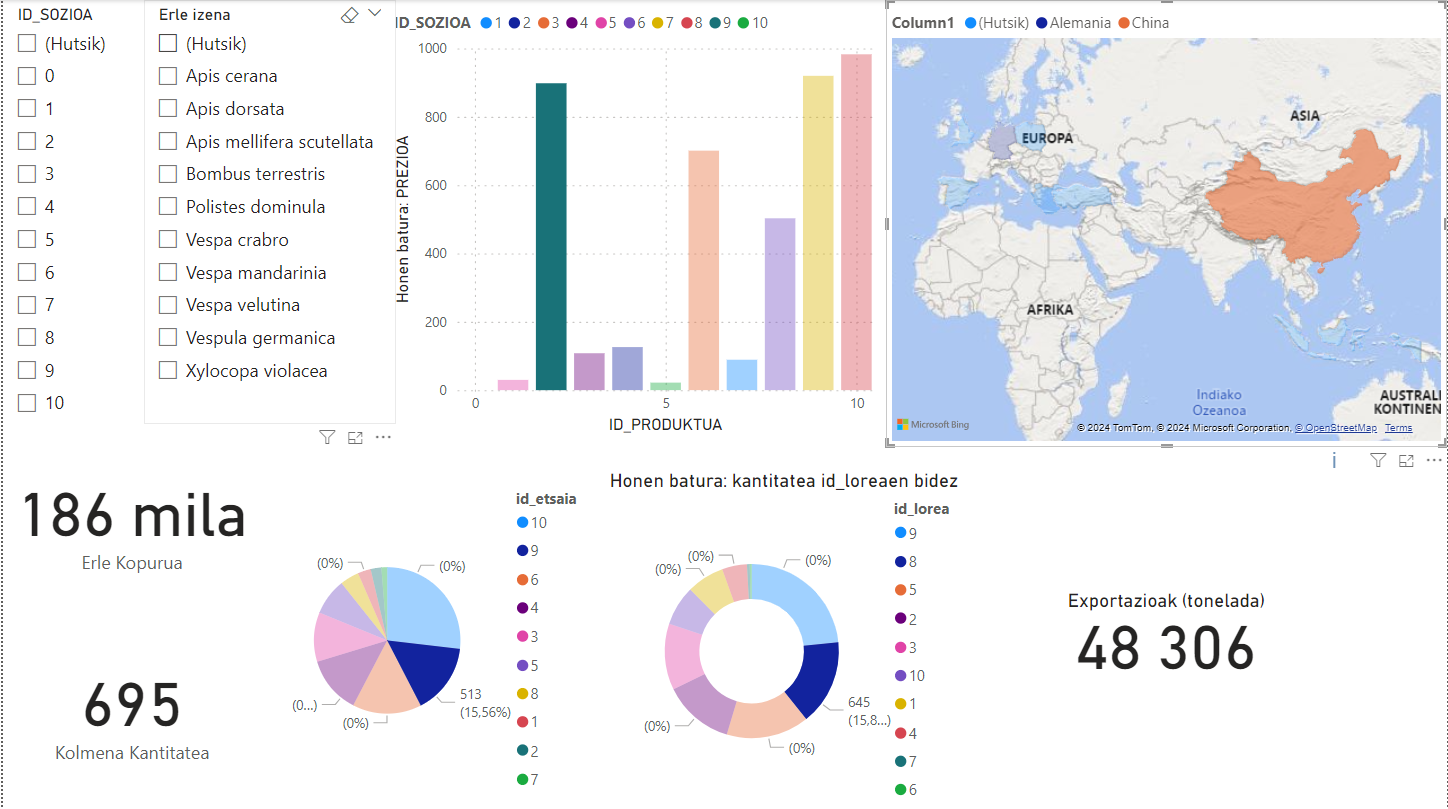 ID_SOZIOA
(Hutsik)
0
1
2
3
4
5
6
7
8
9
10
Erle izena
(Hutsik)
Apis cerana
Apis dorsata
Apis mellifera scutellata
Bombus terrestris
Polistes dominula
Vespa crabro
Vespa mandarinia
Vespa velutina
Vespula germanica
Xylocopa violacea
ID_SOZIOA 1 2 3 4 5 6 7 8 9 10
Honen batura: PREZIOA
1000
800
600
400
200
0
0 5 10
ID_PRODUKTUA
Column1 (Hutsik) Alemania China
ASIA
EUROPA
AFRIKA
Indiako
Ozeanoa
AUSTRALI
KONTINEN
Microsoft Bing
© 2024 TomTom, © 2024 Microsoft Corporation, © OpenStreetMap Terms
186 mila
Erle Kopurua
695
Kolmena Kantitatea
(0%)
(0%)
513
(15,56%)
(0...)
(0%)
id_etsaia
10
9
6
4
3
5
8
1
2
7
Honen batura: kantitatea id_loreaen bidez
(0%)
(0%)
(0%)
645
(15,8...)
(0%)
(0%)
id_lorea
9
8
5
2
3
10
1
4
7
6
Exportazioak (tonelada)
48 306